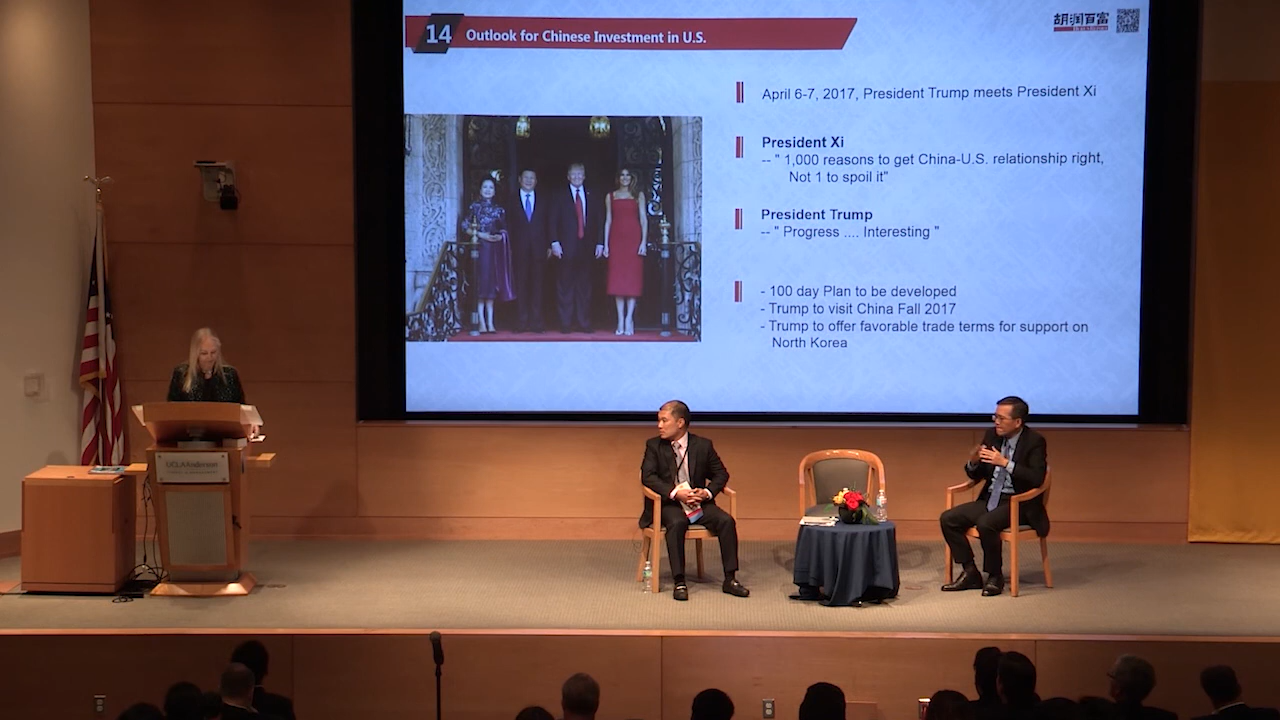 14
Outlook for Chinese Investment in U.S.
胡润百富
April 6-7, 2017, President Trump meets President Xi
President Xi
-- " 1,000 reasons to get China-U.S. relationship right,
Not 1 to spoil it"
President Trump
-- " Progress .... Interesting "
- 100 day Plan to be developed
- Trump to visit China Fall 2017
- Trump to offer favorable trade terms for support on
North Korea
UCLA Anderson